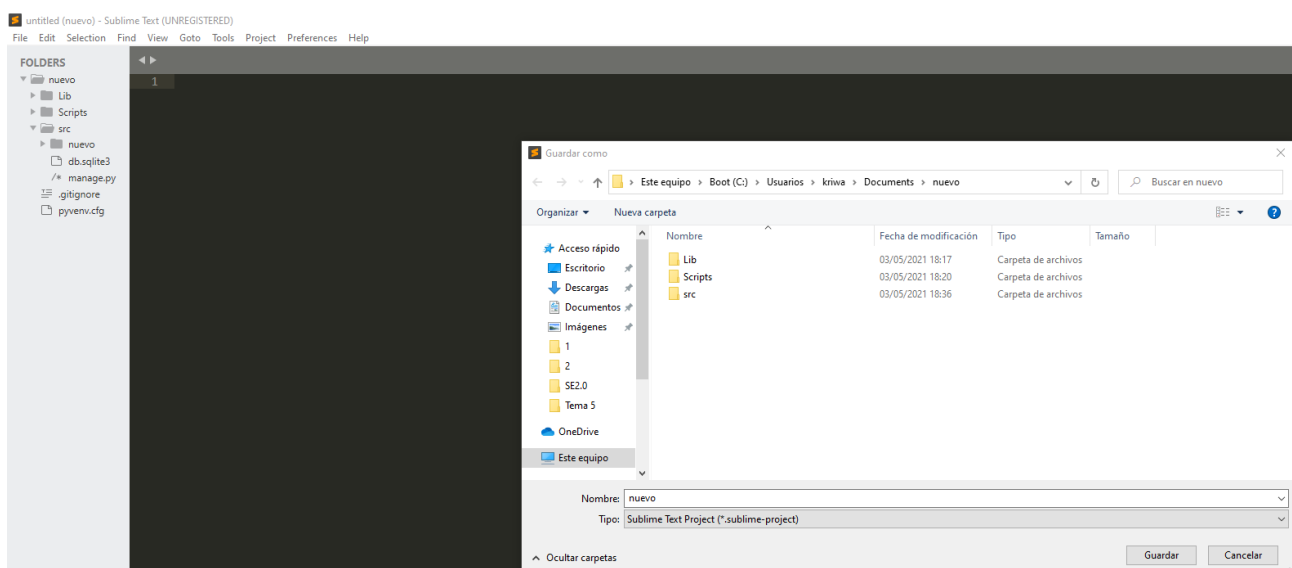 untitled (nuevo) - Sublime Text (UNREGISTERED)
File Edit Selection Find View Goto Tools Project Preferences Help
FOLDERS
nuevo
Lib
Scripts
src
nuevo
db.sqlite3
/* manage.py
.gitignore
pyvenv.cfg
1
Guardar como
Este equipo > Boot (C:) > Usuarios > kriwa > Documents > nuevo
Buscar en nuevo
Organizar Nueva carpeta
Acceso rápido
Escritorio
Descargas
Documentos
Imágenes
1
2
SE2.0
Tema 5
OneDrive
Este equipo
Nombre Fecha de modificación Tipo Tamaño
Lib 03/05/2021 18:17 Carpeta de archivos
Scripts 03/05/2021 18:20 Carpeta de archivos
src 03/05/2021 18:36 Carpeta de archivos
Nombre: nuevo
Tipo: Sublime Text Project (*.sublime-project)
Ocultar carpetas
Guardar Cancelar